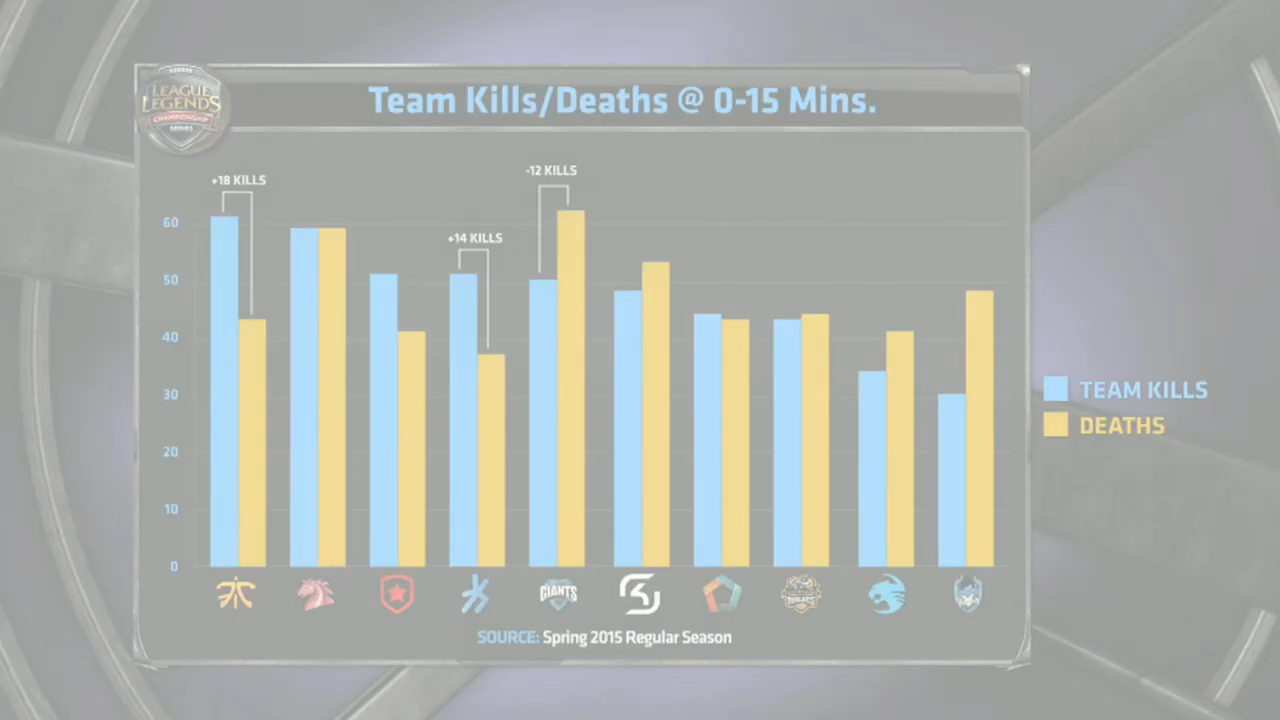 LEAGUE
LEGENDS
CHAMPIONSHIP
SERIES
Team Kills/Deaths @ 0-15 Mins.
+18 KILLS
-12 KILLS
+14 KILLS
60
50
40
30
20
10
0
TEAM KILLS
DEATHS
GIANTS
SOURCE: Spring 2015 Regular Season